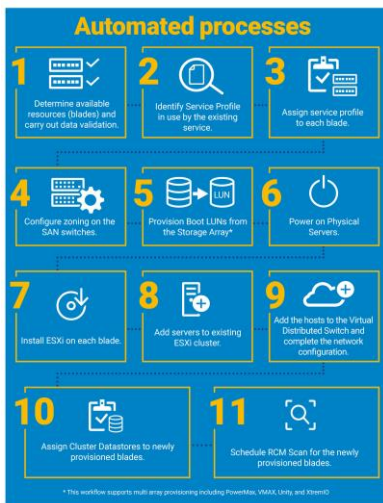 Automated processes
1
Determine available
resources (blades) and
carry out data validation.
2
Identify Service Profile
in use by the existing
service.
3
Assign service profile
to each blade.
4
Configure zoning on the
SAN switches.
5
LUN
Provision Boot LUNs from
the Storage Array*
6
Power on Physical
Servers.
7
Install ESXi on each blade.
8
Add servers to existing
ESXi cluster.
9
Add the hosts to the Virtual
Distributed Switch and
complete the network
configuration.
10
Assign Cluster Datastores to newly
provisioned blades.
11
Schedule RCM Scan for the newly
provisioned blades.
* This workflow supports multi array provisioning including PowerMax, VMAX, Unity, and XtremIO